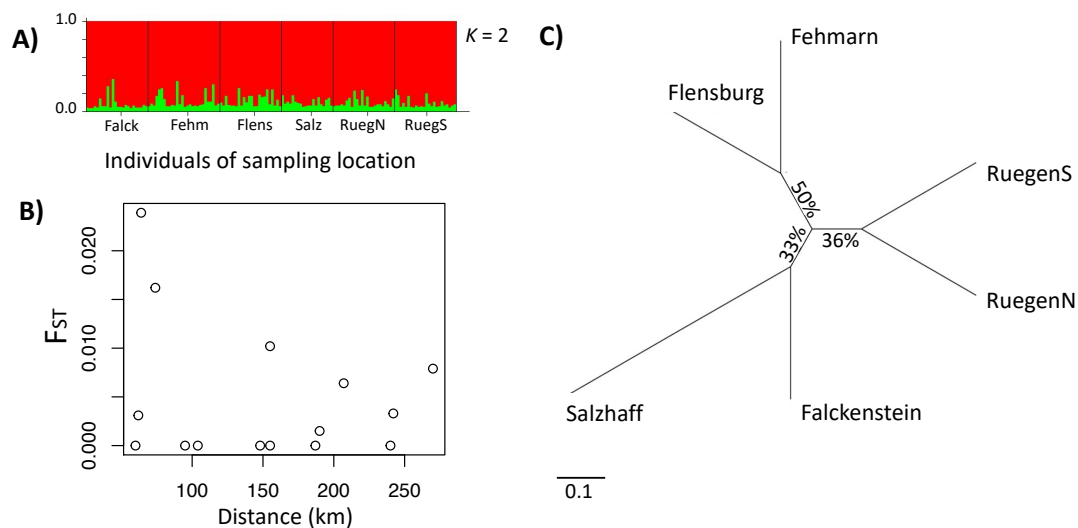 A)
1.0
0.0
K = 2
Falck Fehm Flens Salz RuegN RuegS
Individuals of sampling location
B)
FST
0.020
0.010
0.000
100 150 200 250
Distance (km)
C)
Fehmarn
Flensburg
RuegenS
50%
33%
36%
RuegenN
Salzhaff
Falckenstein
0.1